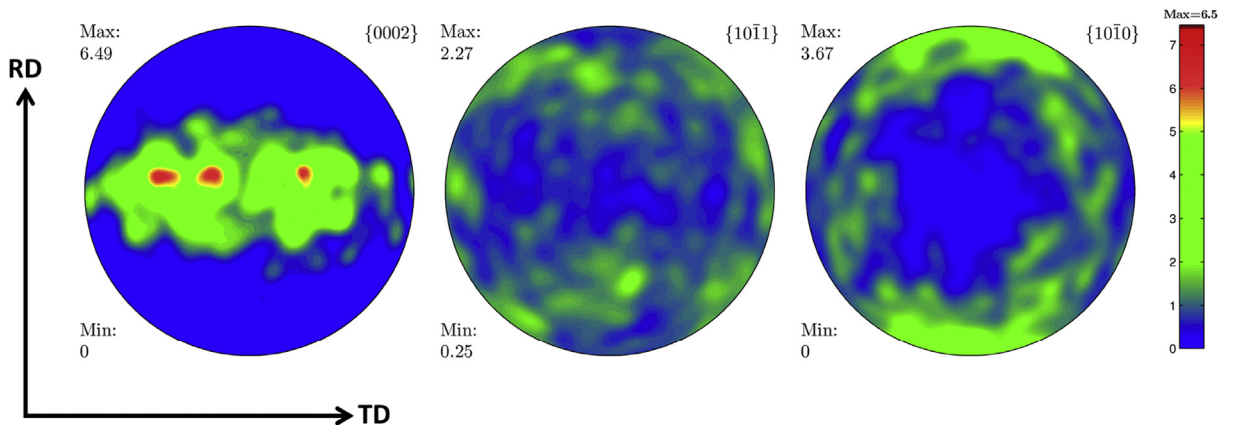 Max=6.5
Max:
6.49
{0002}
Max:
2.27
{101̄1}
Max:
3.67
{101̄0}
RD
7
6
5
4
3
2
1
0
Min:
0
Min:
0.25
Min:
0
TD